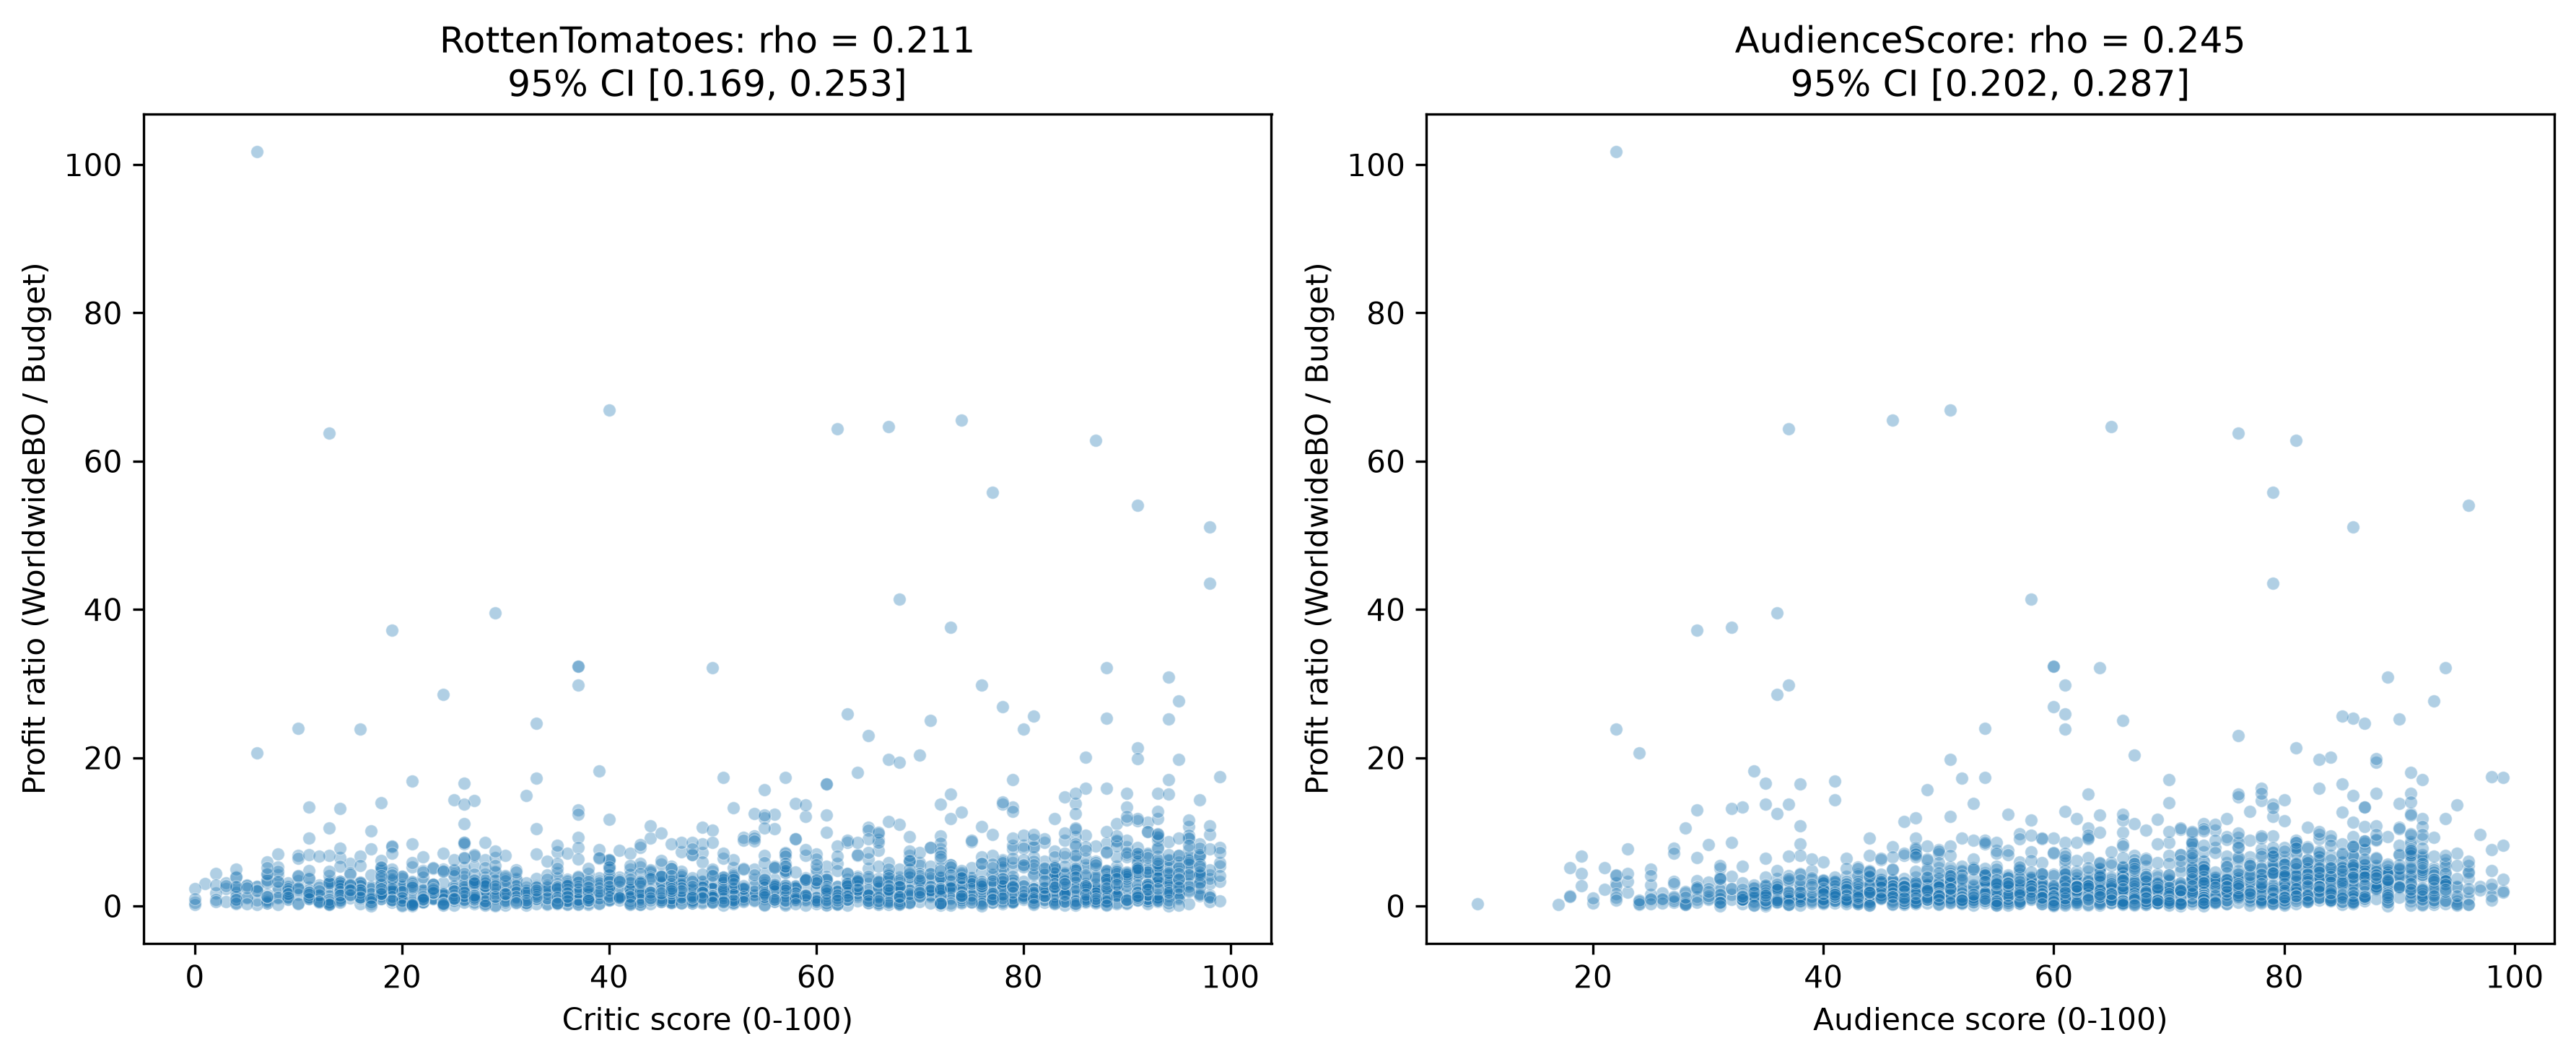 RottenTomatoes: rho = 0.211
95% CI [0.169, 0.253]
Profit ratio (WorldwideBO / Budget)
100
80
60
40
20
0
0 20 40 60 80 100
Critic score (0-100)
AudienceScore: rho = 0.245
95% CI [0.202, 0.287]
Profit ratio (WorldwideBO / Budget)
100
80
60
40
20
0
20 40 60 80 100
Audience score (0-100)